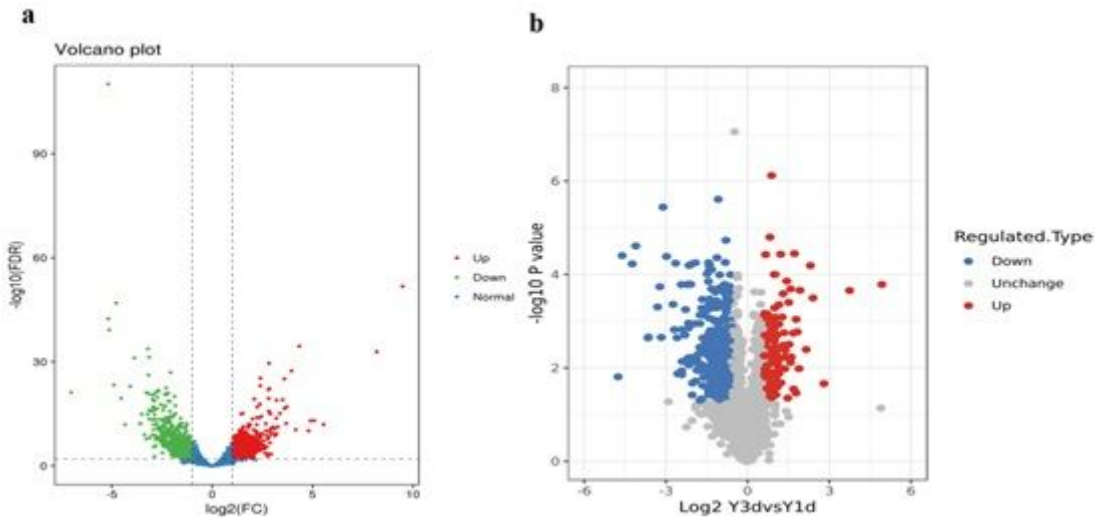 a
Volcano plot
90
60
30
0
-5
0
5
10
-log10(FDR)
log2(FC)
Up
Down
Normal
b
8
6
4
2
0
-6
-3
0
3
6
-log10 P value
Log2 Y3dvsY1d
Regulated.Type
Down
Unchange
Up